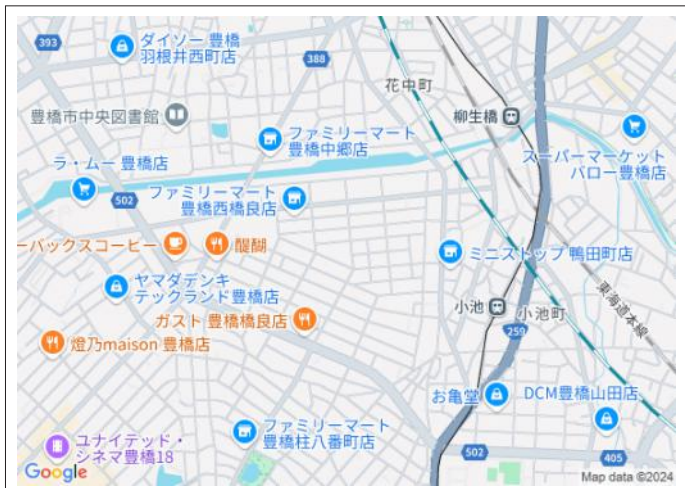 393
ダイソー 豊橋
羽根井西町店
388
花中町
豊橋市中央図書館
柳生橋
ファミリーマート
豊橋中郷店
スーパーマーケット
バロー豊橋店
ラ・ムー 豊橋店
502
ファミリーマート
豊橋西橋良店
ーバックスコーヒー
醍醐
ミニストップ 鴨田町店
ヤマダデンキ
テックランド豊橋店
東海道本線
小池
小池町
ガスト 豊橋橋良店
259
燈乃maison 豊橋店
お亀堂
DCM豊橋山田店
ユナイテッド・
シネマ豊橋18
ファミリーマート
豊橋柱八番町店
502
405
Google
Map data ©2024